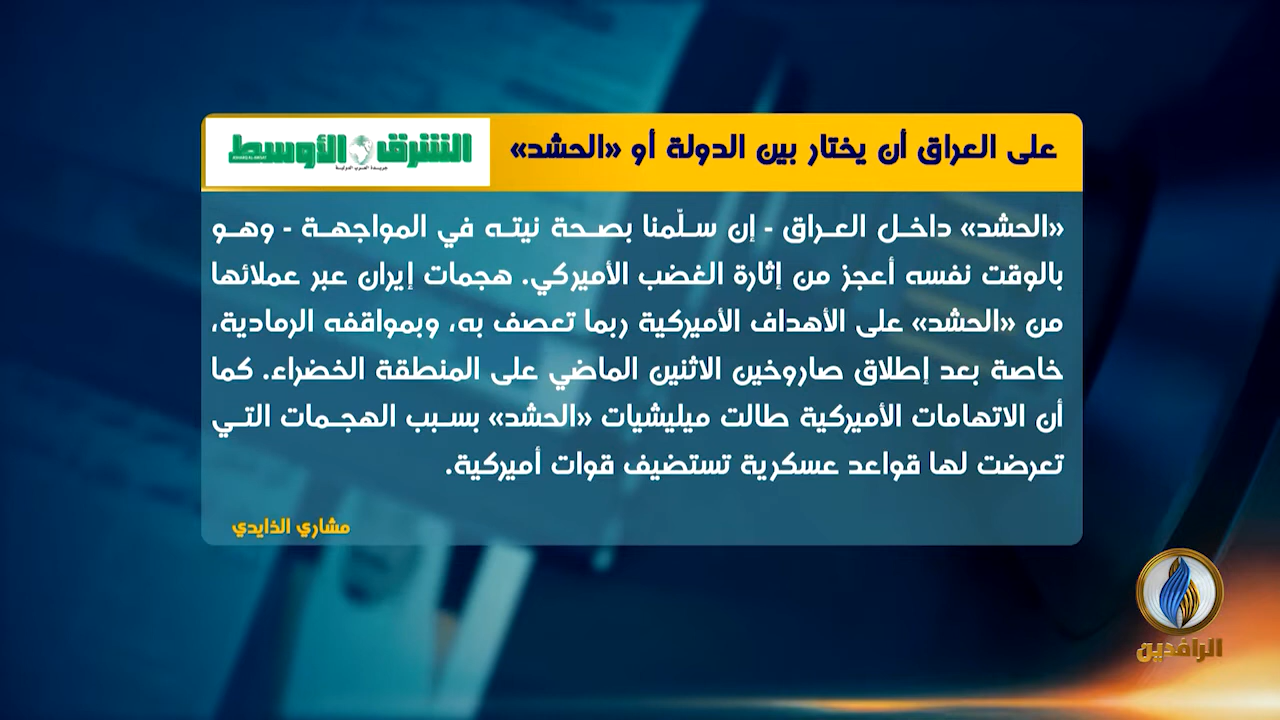 على العراق أن يختار بين الدولة أو «الحشد»
الشرق الأوسط
جريدة العرب الدولية
«الحشد» داخل العراق - إن سلّمنا بصحة نيته في المواجهة - وهو
بالوقت نفسه أعجز من إثارة الغضب الأميركي. هجمات إيران عبر عملائها
من «الحشد» على الأهداف الأميركية ربما تعصف به، وبمواقفه الرمادية،
خاصة بعد إطلاق صاروخين الاثنين الماضي على المنطقة الخضراء. كما
أن الاتهامات الأميركية طالت ميليشيات «الحشد» بسبب الهجمات التي
تعرضت لها قواعد عسكرية تستضيف قوات أميركية.
مشاري الذايدي
الرافدين